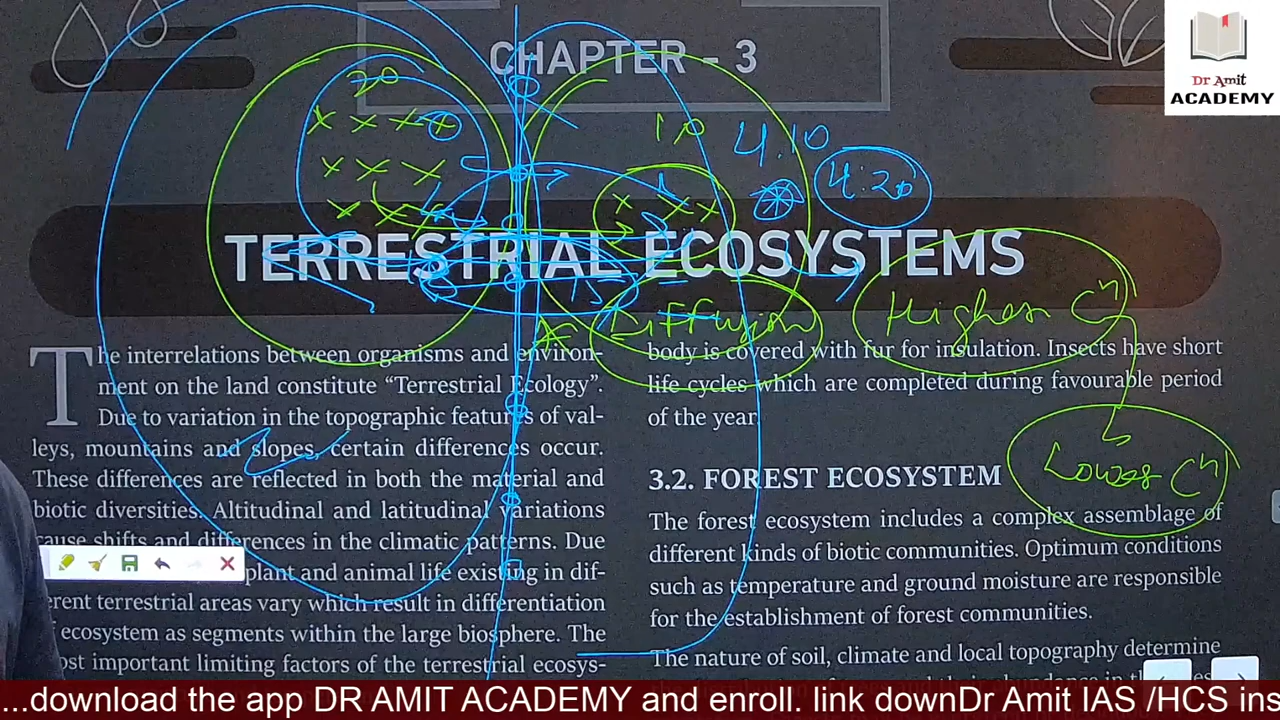 CHAPTER - 3
Dr Amit
ACADEMY
20
10
4:10
4:20
TERRESTRIAL ECOSYSTEMS
Diffusion
Higher Cⁿ
Lower Cⁿ
The interrelations between organisms and environ-
ment on the land constitute “Terrestrial Ecology”.
Due to variation in the topographic features of val-
leys, mountains and slopes, certain differences occur.
These differences are reflected in both the material and
biotic diversities. Altitudinal and latitudinal variations
cause shifts and differences in the climatic patterns. Due
plant and animal life existing in dif-
erent terrestrial areas vary which result in differentiation
ecosystem as segments within the large biosphere. The
ost important limiting factors of the terrestrial ecosys-
body is covered with fur for insulation. Insects have short
life cycles which are completed during favourable period
of the year.
3.2. FOREST ECOSYSTEM
The forest ecosystem includes a complex assemblage of
different kinds of biotic communities. Optimum conditions
such as temperature and ground moisture are responsible
for the establishment of forest communities.
The nature of soil, climate and local topography determine
...download the app DR AMIT ACADEMY and enroll. link downDr Amit IAS /HCS ins